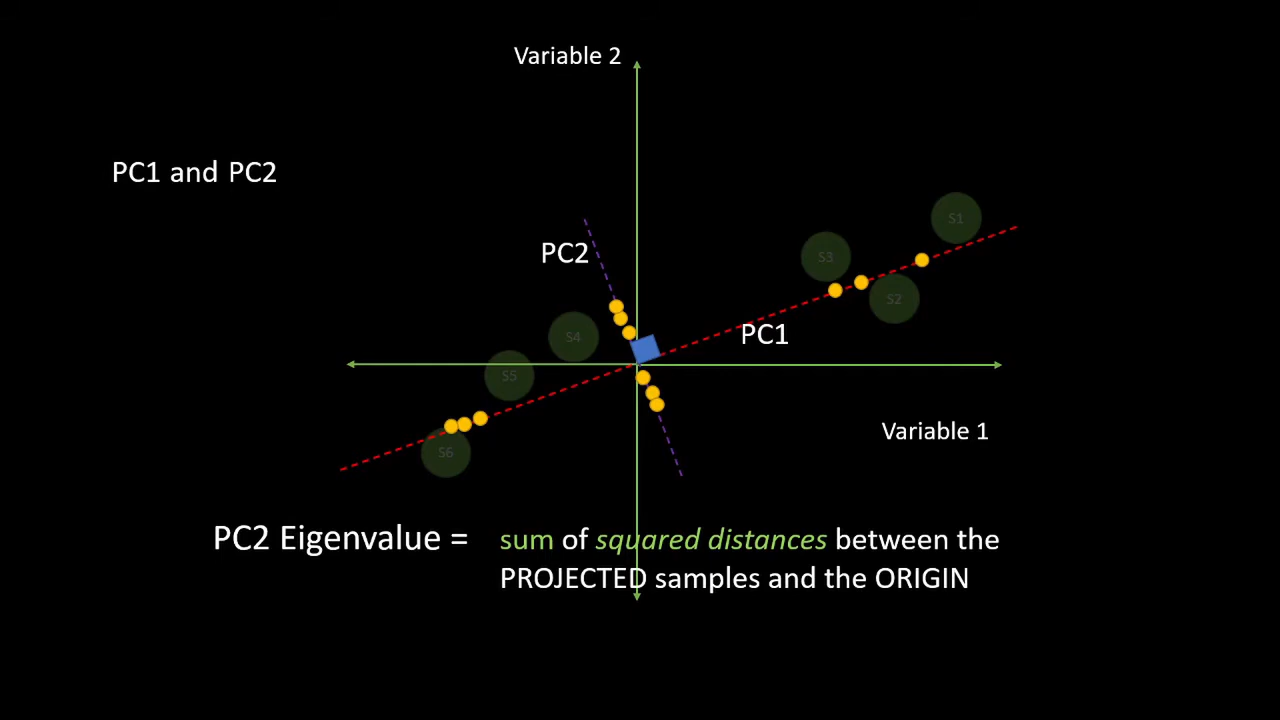 Variable 2
PC1 and PC2
S1
PC2
S3
S2
S4
PC1
S5
Variable 1
S6
PC2 Eigenvalue = sum of squared distances between the
PROJECTED samples and the ORIGIN